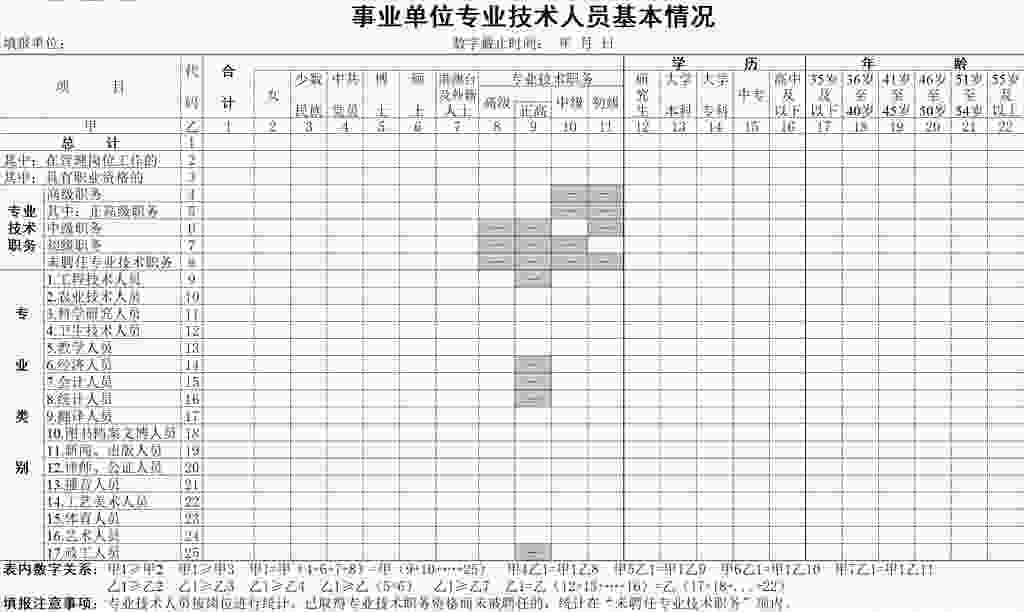 事业单位专业技术人员基本情况
填报单位： 数字截止时间： 年 月 日
项 目 代码 合计 女 少数民族 中共党员 博士 硕士 港澳台及外籍人士 专业技术职务 学 历 年 龄
高级 正高 中级 初级 研究生 大学本科 大学专科 中专 高中及以下 35岁及以下 36岁至40岁 41岁至45岁 46岁至50岁 51岁至54岁 55岁及以上
甲 乙 1 2 3 4 5 6 7 8 9 10 11 12 13 14 15 16 17 18 19 20 21 22
总 计 1
其中：在管理岗位工作的 2
其中：具有职业资格的 3
专业技术职务
高级职务 4 — —
其中：正高级职务 5 — —
中级职务 6 — — —
初级职务 7 — — —
未聘任专业技术职务 8 — — — —
专业类别
1.工程技术人员 9 —
2.农业技术人员 10
3.科学研究人员 11
4.卫生技术人员 12
5.教学人员 13
6.经济人员 14 —
7.会计人员 15 —
8.统计人员 16 —
9.翻译人员 17
10.图书档案文博人员 18
11.新闻、出版人员 19
12.律师、公证人员 20
13.播音人员 21
14.工艺美术人员 22
15.体育人员 23
16.艺术人员 24
17.政工人员 25 —
表内数字关系：甲1≥甲2 甲1≥甲3 甲1=甲（4+6+7+8）=甲（9+10+…+25） 甲4乙1=甲1乙8 甲5乙1=甲1乙9 甲6乙1=甲1乙10 甲7乙1=甲1乙11
乙1≥乙2 乙1≥乙3 乙1≥乙4 乙1≥乙（5+6） 乙1≥乙7 乙1=乙（12+13+…+16）=乙（17+18+…+22）
填报注意事项：专业技术人员按岗位进行统计，已取得专业技术职务资格而未被聘任的，统计在“未聘任专业技术职务”项内。